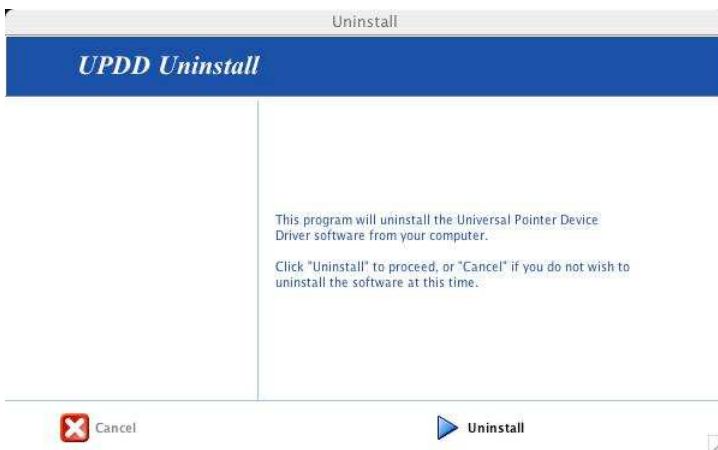 Uninstall
UPDD Uninstall
This program will uninstall the Universal Pointer Device
Driver software from your computer.
Click "Uninstall" to proceed, or "Cancel" if you do not wish to
uninstall the software at this time.
Cancel
Uninstall